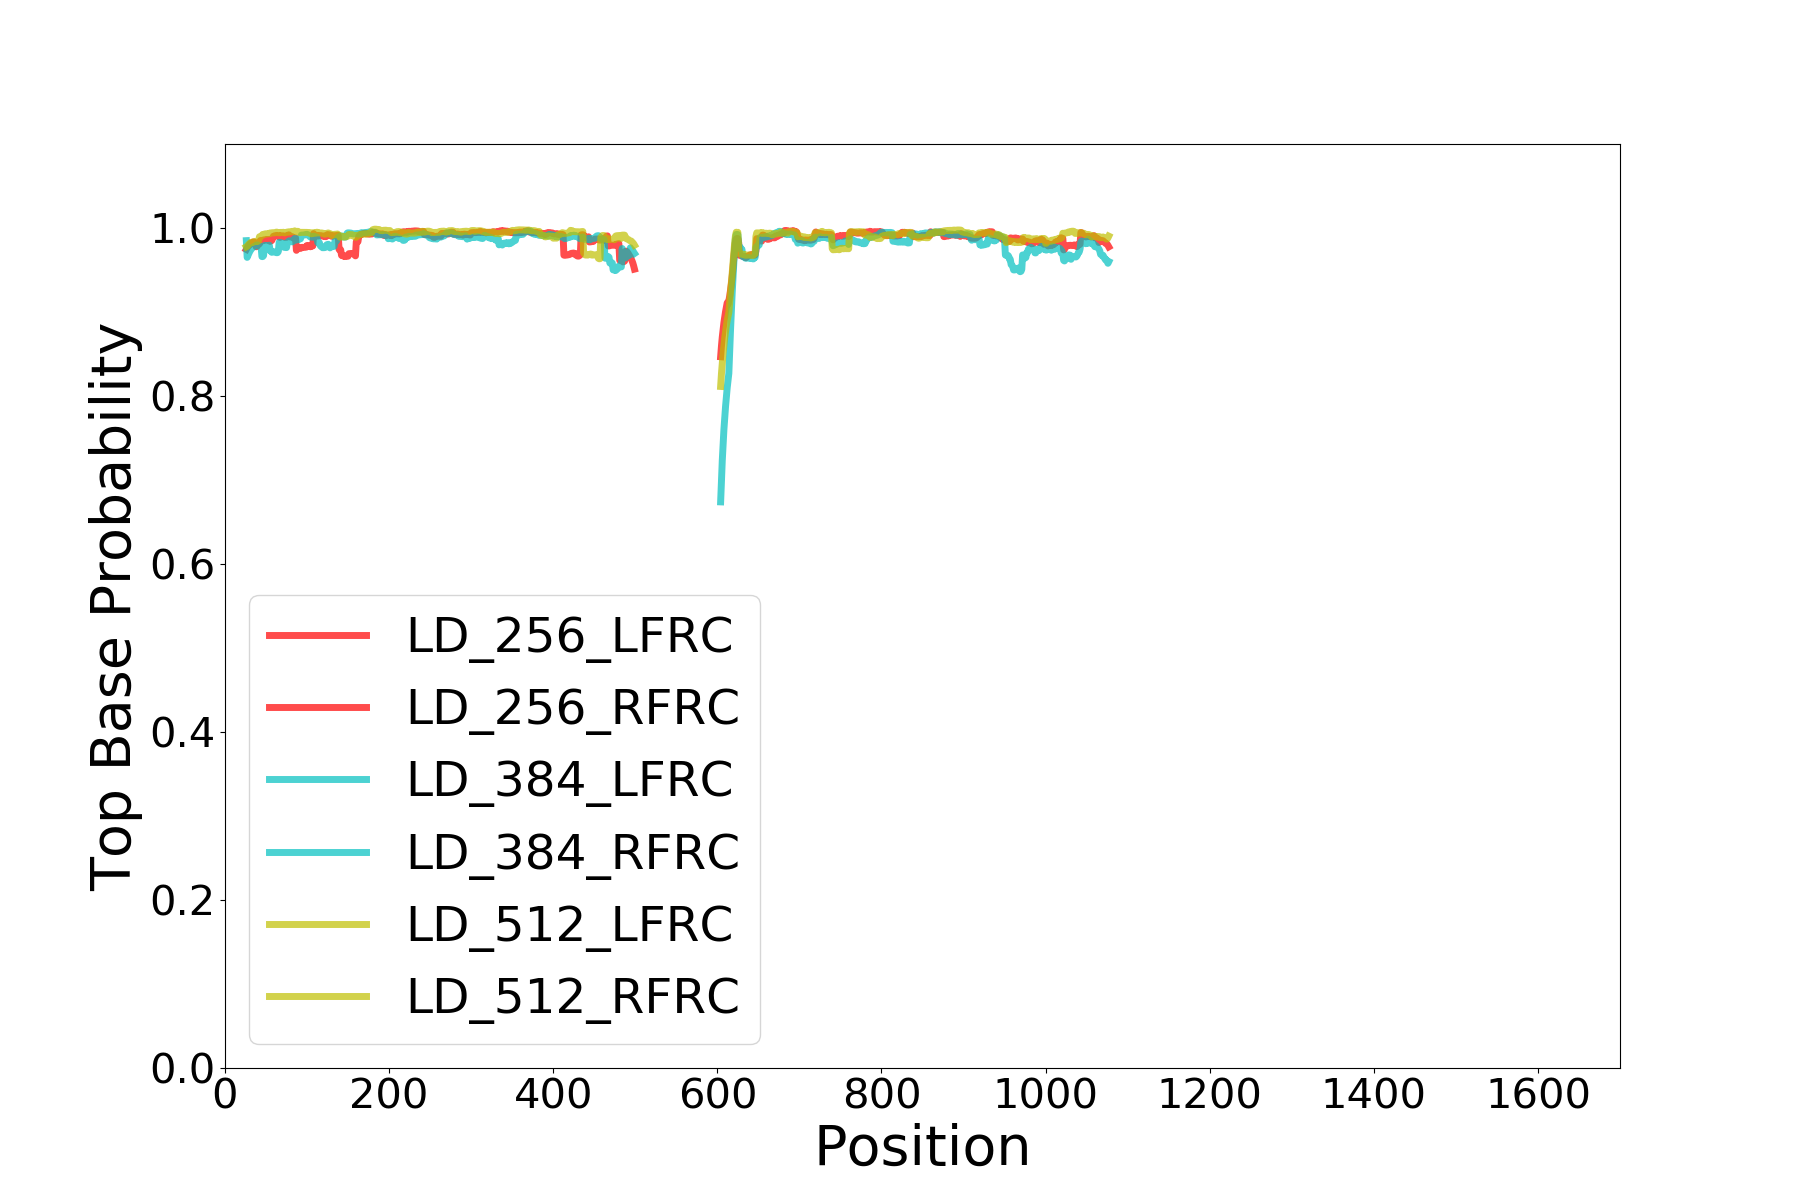 1.0
0.8
0.6
0.4
0.2
0.0
Top Base Probability
LD_256_LFRC
LD_256_RFRC
LD_384_LFRC
LD_384_RFRC
LD_512_LFRC
LD_512_RFRC
0 200 400 600 800 1000 1200 1400 1600
Position